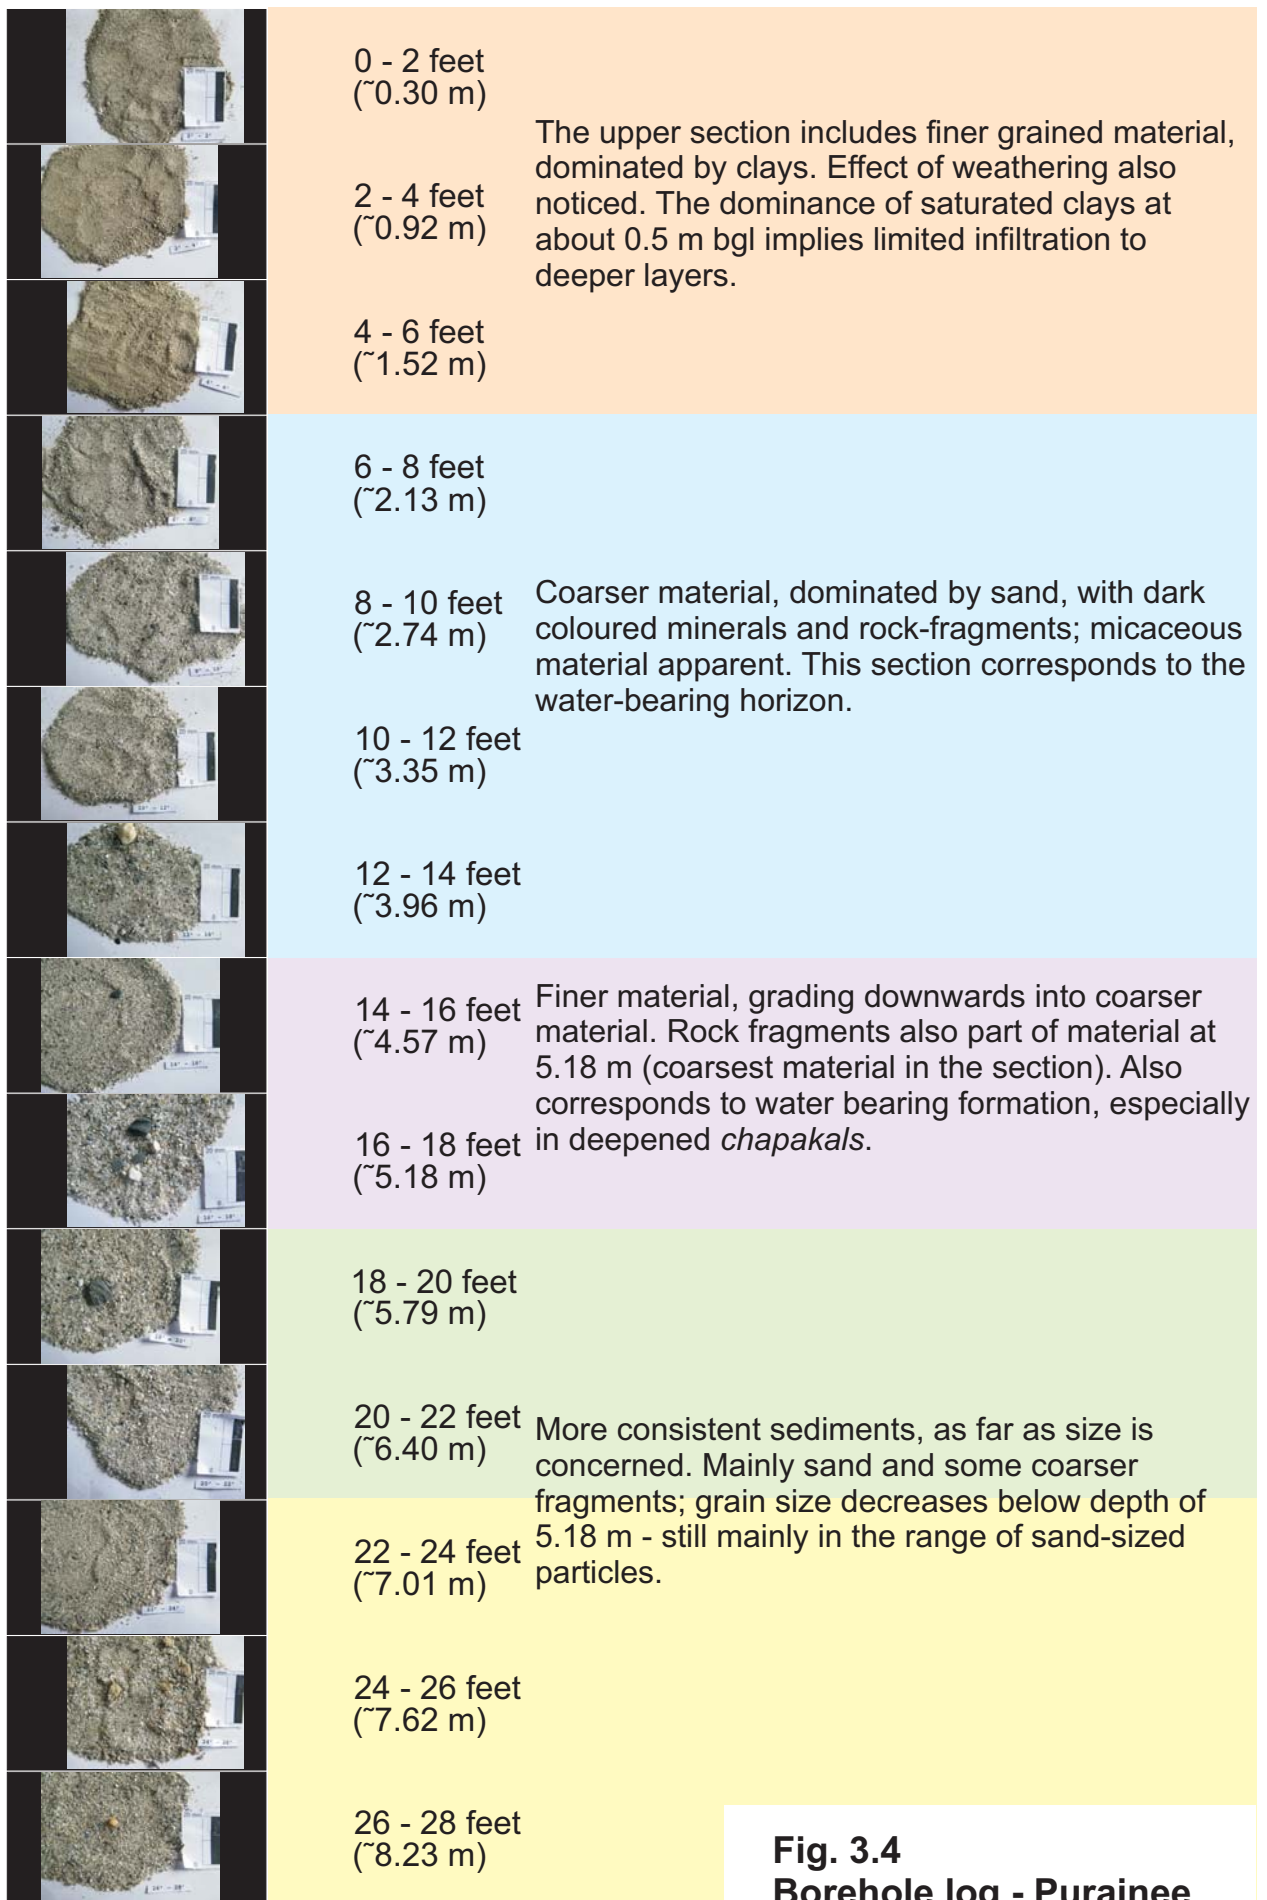 0 - 2 feet
(~0.30 m)
The upper section includes finer grained material,
dominated by clays. Effect of weathering also
noticed. The dominance of saturated clays at
about 0.5 m bgl implies limited infiltration to
deeper layers.
2 - 4 feet
(~0.92 m)
4 - 6 feet
(~1.52 m)
6 - 8 feet
(~2.13 m)
8 - 10 feet
(~2.74 m)
Coarser material, dominated by sand, with dark
coloured minerals and rock-fragments; micaceous
material apparent. This section corresponds to the
water-bearing horizon.
10 - 12 feet
(~3.35 m)
12 - 14 feet
(~3.96 m)
14 - 16 feet
(~4.57 m)
Finer material, grading downwards into coarser
material. Rock fragments also part of material at
5.18 m (coarsest material in the section). Also
corresponds to water bearing formation, especially
in deepened chapakals.
16 - 18 feet
(~5.18 m)
18 - 20 feet
(~5.79 m)
20 - 22 feet
(~6.40 m)
More consistent sediments, as far as size is
concerned. Mainly sand and some coarser
fragments; grain size decreases below depth of
5.18 m - still mainly in the range of sand-sized
particles.
22 - 24 feet
(~7.01 m)
24 - 26 feet
(~7.62 m)
26 - 28 feet
(~8.23 m)
Fig. 3.4
Borehole log - Purainee